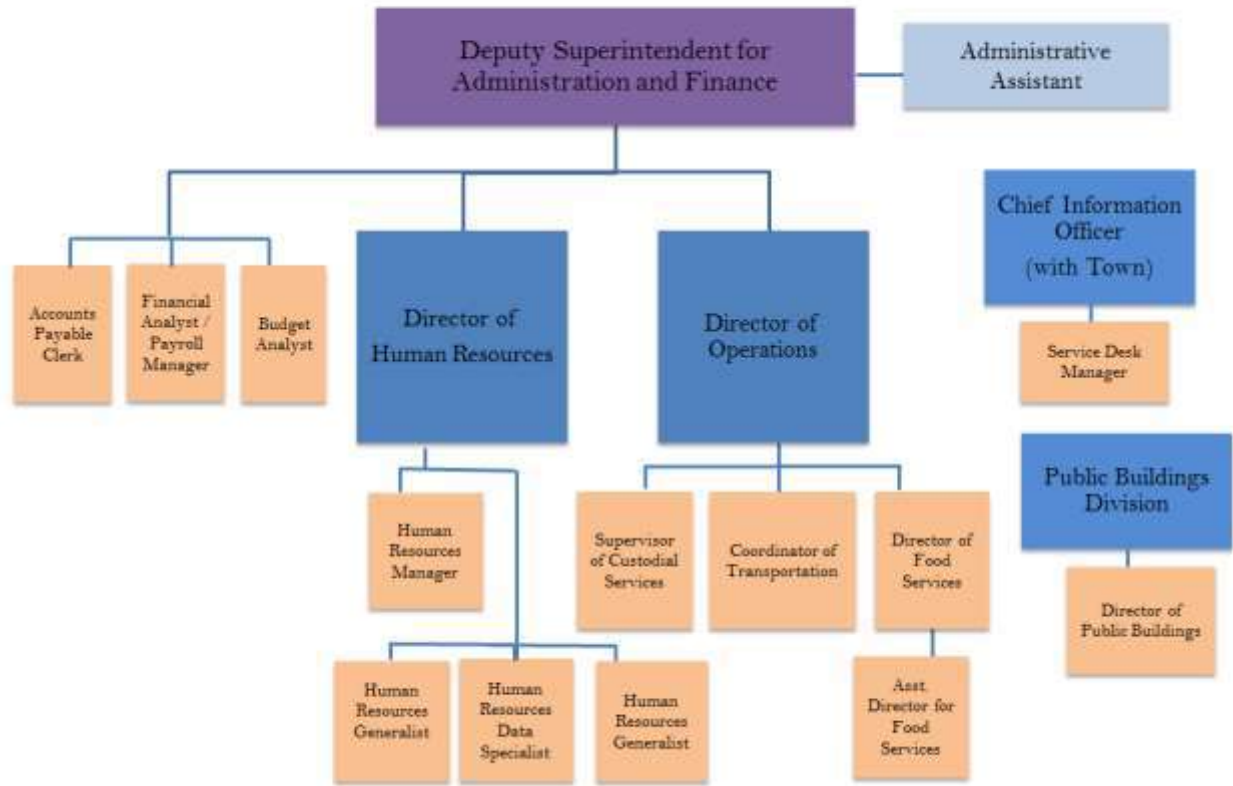 Deputy Superintendent for
Administration and Finance
Administrative
Assistant
Chief Information
Officer
(with Town)
Accounts
Payable
Clerk
Financial
Analyst /
Payroll
Manager
Budget
Analyst
Director of
Human Resources
Director of
Operations
Service Desk
Manager
Public Buildings
Division
Human
Resources
Manager
Supervisor
of Custodial
Services
Coordinator of
Transportation
Director of
Food
Services
Director of
Public Buildings
Human
Resources
Generalist
Human
Resources
Data
Specialist
Human
Resources
Generalist
Asst.
Director for
Food
Services